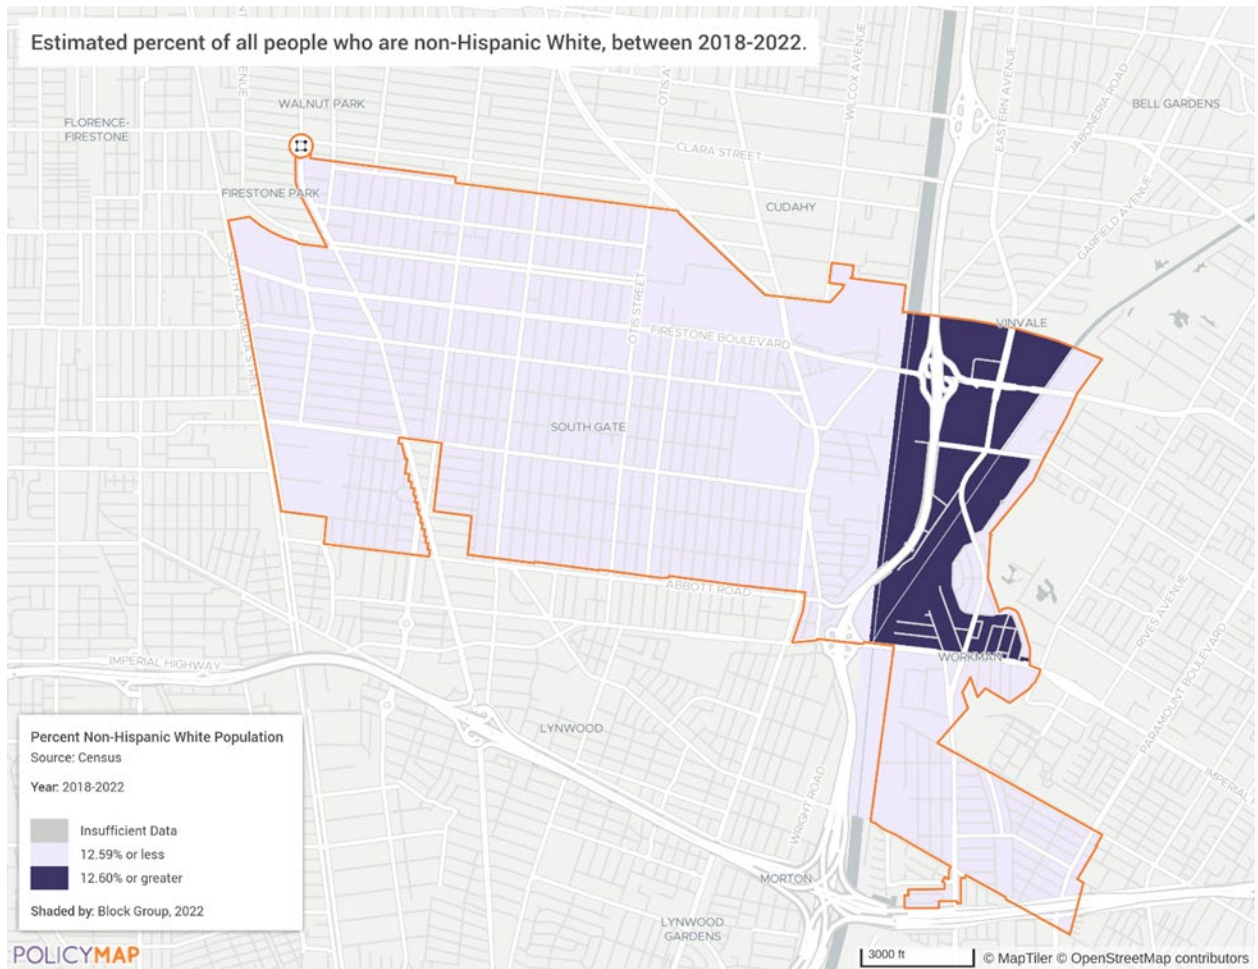 Estimated percent of all people who are non-Hispanic White, between 2018-2022.
WALNUT PARK
FLORENCE-
FIRESTONE
OTIS A
WILCOX AVENUE
EASTERN AVENUE
JABONERIA ROAD
BELL GARDENS
CLARA STREET
FIRESTONE PARK
CUDAHY
GARFIELD AVENUE
SOUTH ALAMEDA STREET
OTIS STREET
FIRESTONE BOULEVARD
VINVALE
SOUTH GATE
ABBOTT ROAD
RIVES AVENUE
PARAMOUNT BOULEVARD
WORKMAN
IMPERIAL HIGHWAY
LYNWOOD
WRIGHT ROAD
IMPERIAL
MORTON
LYNWOOD
GARDENS
Percent Non-Hispanic White Population
Source: Census
Year: 2018-2022
Insufficient Data
12.59% or less
12.60% or greater
Shaded by: Block Group, 2022
POLICYMAP
3000 ft
© MapTiler © OpenStreetMap contributors